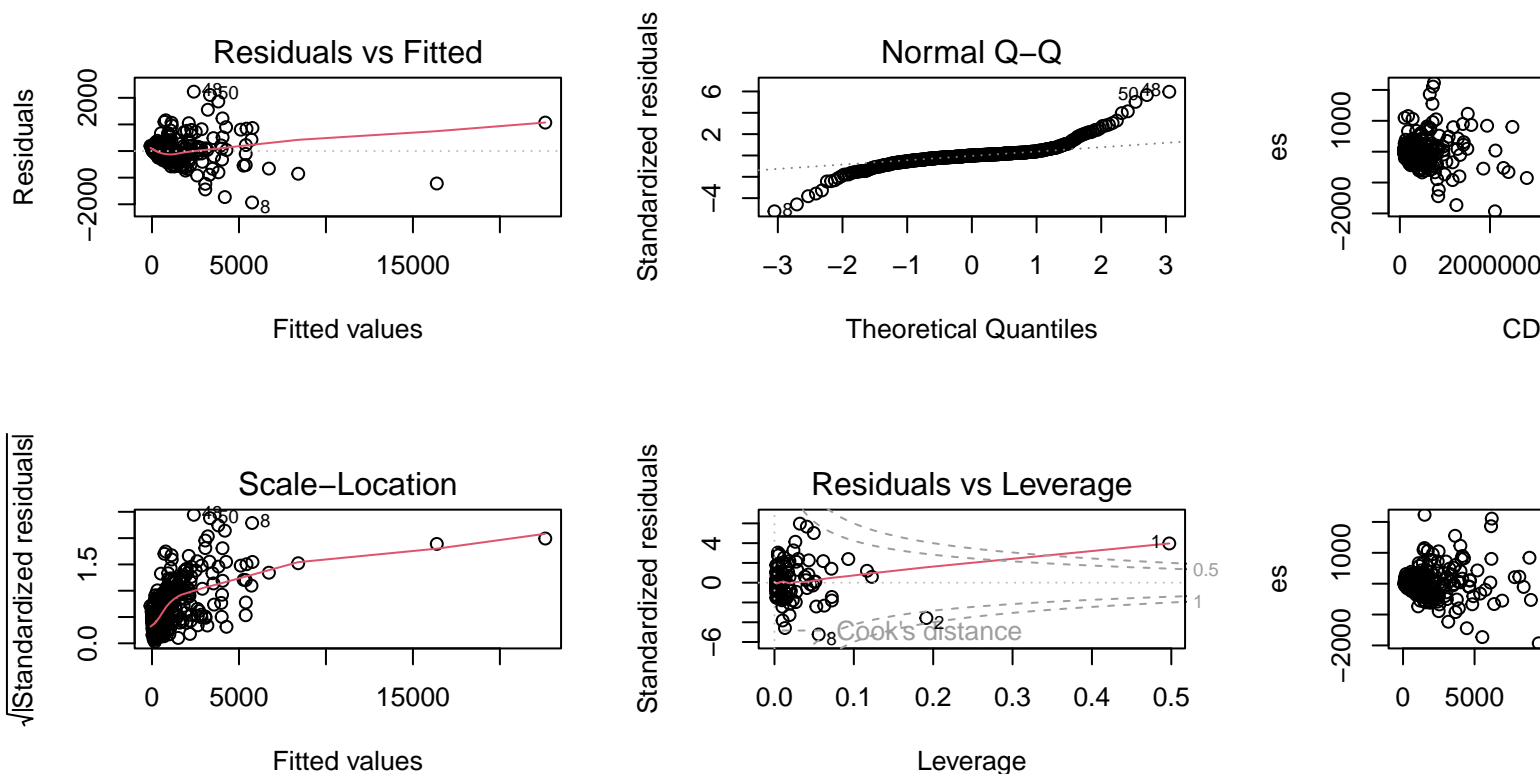 Residuals vs Fitted
Residuals
2000
−2000
48
50
8
0 5000 15000
Fitted values
Normal Q−Q
Standardized residuals
6
2
−4
50
48
8
−3 −2 −1 0 1 2 3
Theoretical Quantiles
es
1000
−2000
0 2000000
CD
Scale−Location
√|Standardized residuals|
1.5
0.0
48
50
8
0 5000 15000
Fitted values
Residuals vs Leverage
Standardized residuals
4
0
−6
1
2
8
Cook's distance
0.5
1
0.0 0.1 0.2 0.3 0.4 0.5
Leverage
es
1000
−2000
0 5000